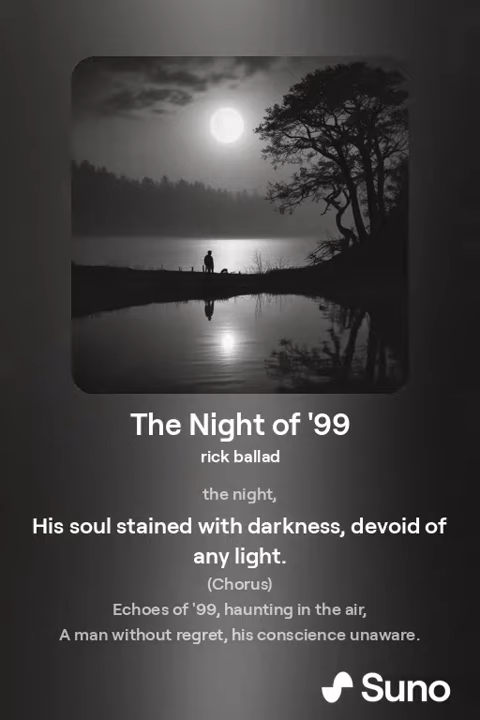 The Night of '99
rick ballad
the night,
His soul stained with darkness, devoid of
any light.
(Chorus)
Echoes of '99, haunting in the air,
A man without regret, his conscience unaware.
Suno